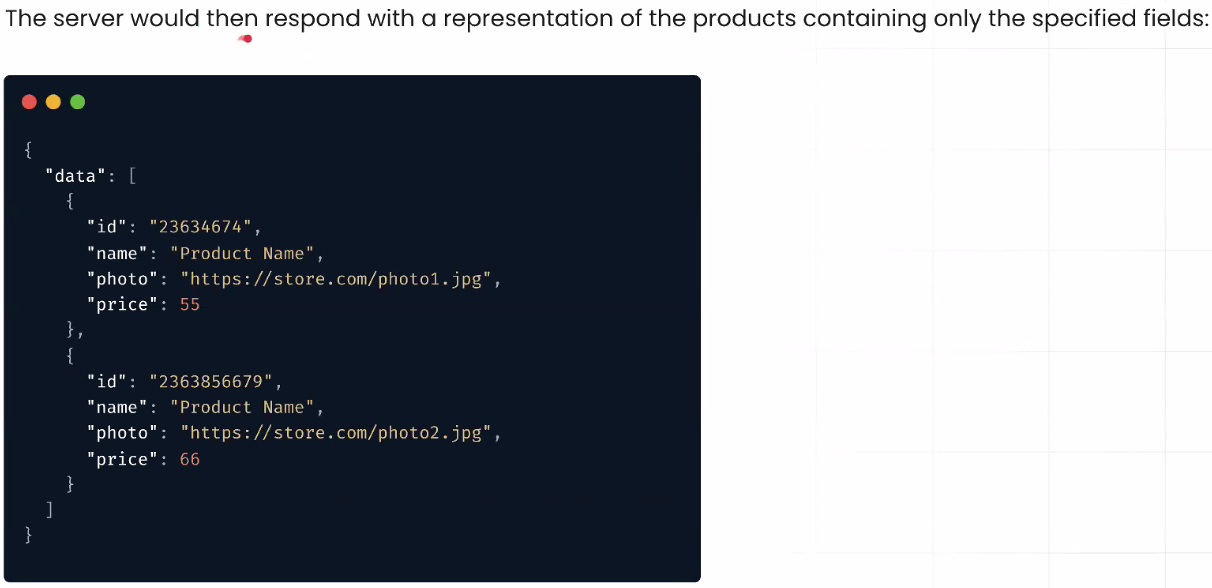 The server would then respond with a representation of the products containing only the specified fields:
{
"data": [
{
"id": "23634674",
"name": "Product Name",
"photo": "https://store.com/photo1.jpg",
"price": 55
},
{
"id": "2363856679",
"name": "Product Name",
"photo": "https://store.com/photo2.jpg",
"price": 66
}
]
}